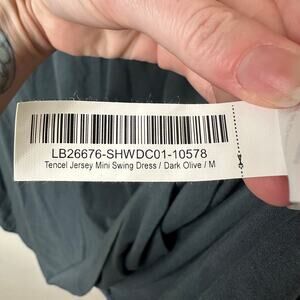 LB26676-SHWDC01-10578
Tencel Jersey Mini Swing Dress / Dark Olive / M